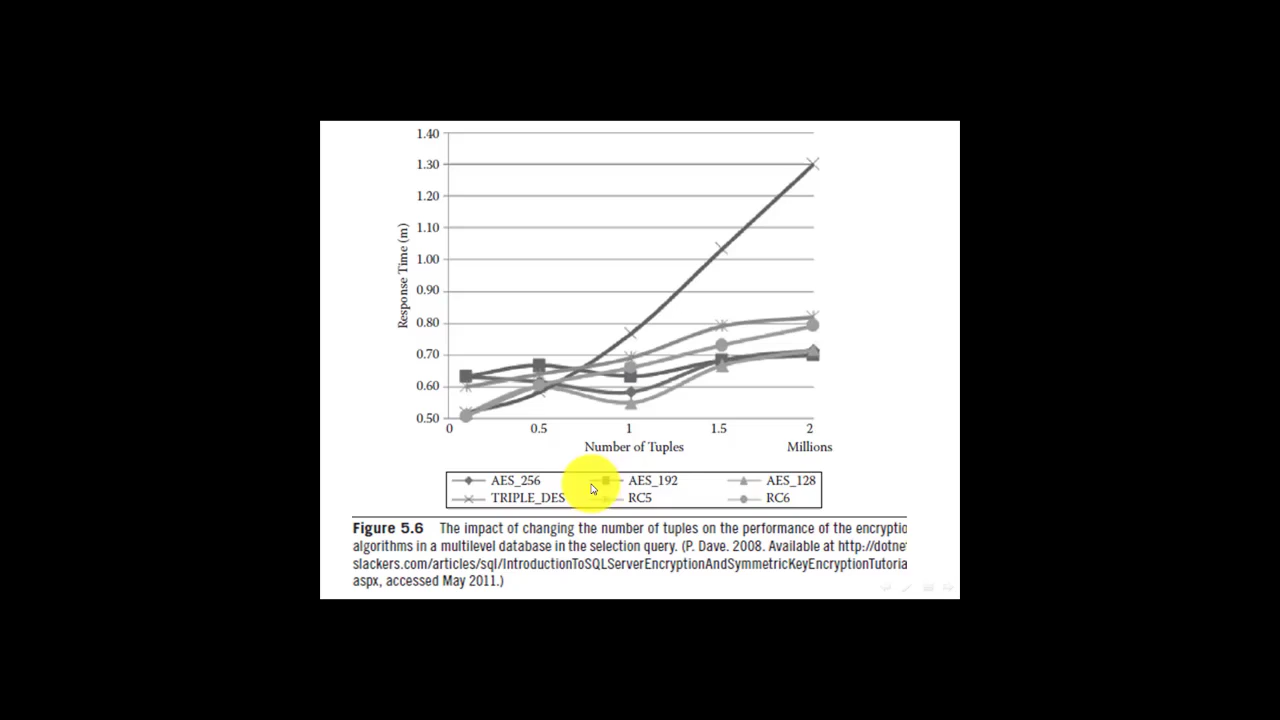 1.40
1.30
1.20
1.10
1.00
0.90
0.80
0.70
0.60
0.50
Response Time (m)
0 0.5 1 1.5 2
Number of Tuples Millions
AES_256 AES_192 AES_128
TRIPLE_DES RC5 RC6
Figure 5.6 The impact of changing the number of tuples on the performance of the encryptio
algorithms in a multilevel database in the selection query. (P. Dave. 2008. Available at http://dotnet
slackers.com/articles/sql/IntroductionToSQLServerEncryptionAndSymmetricKeyEncryptionTutoria
aspx, accessed May 2011.)